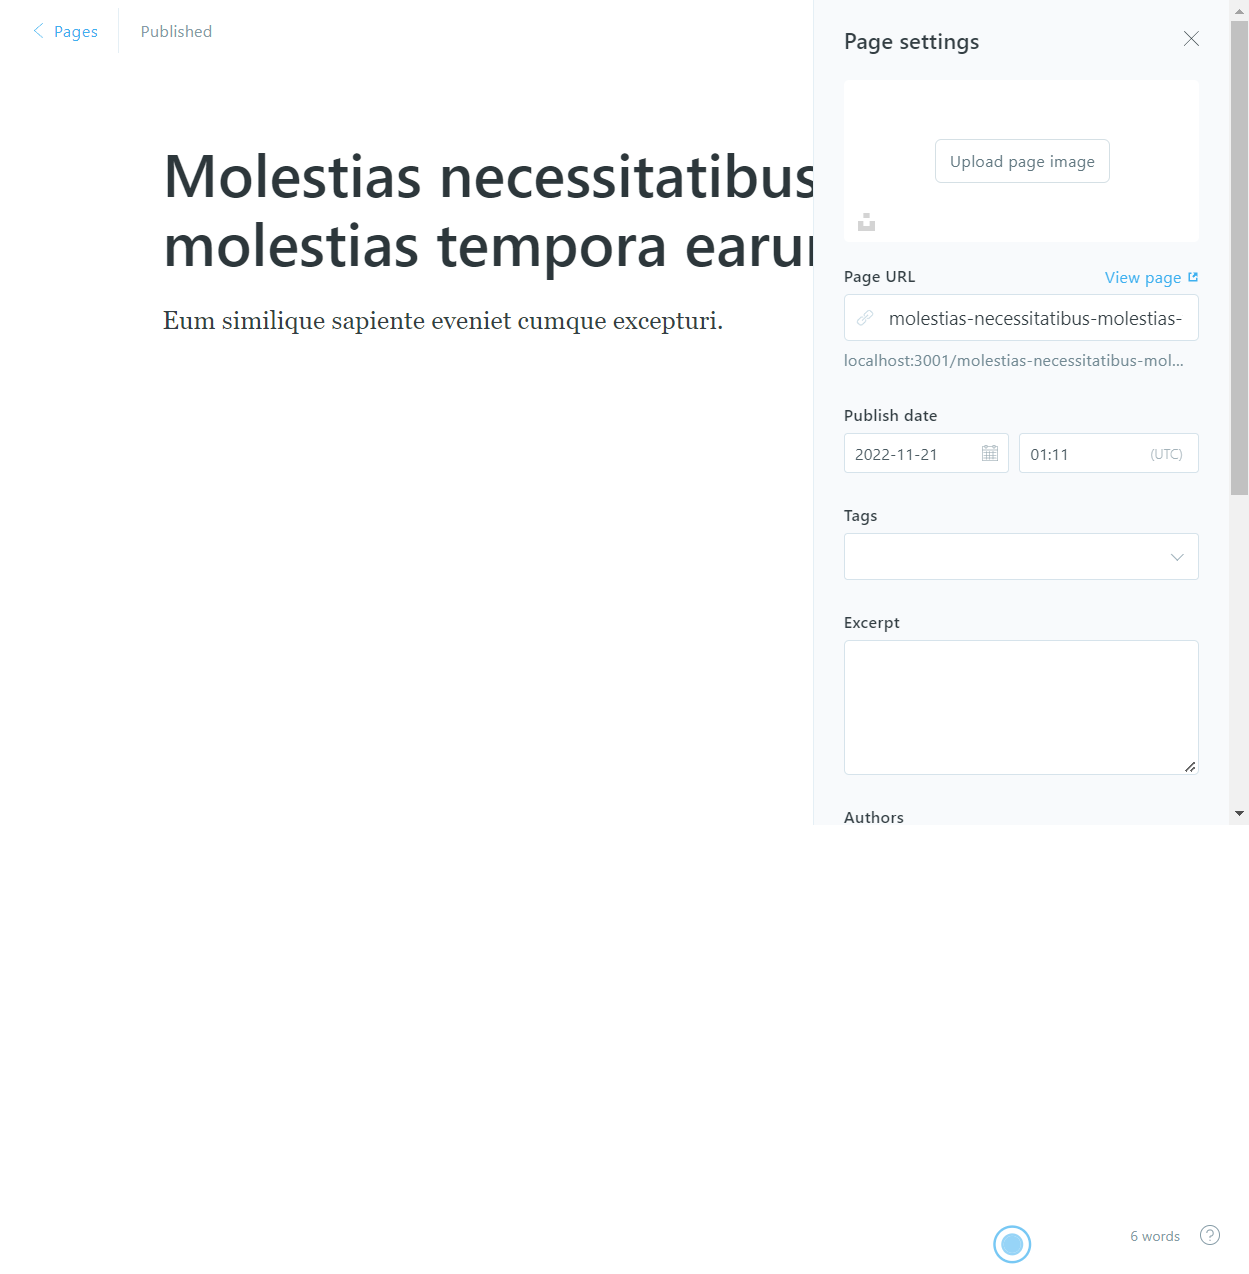 Pages
Published
Page settings
Upload page image
Molestias necessitatibus
molestias tempora
Eum similique sapiente eveniet cumque excepturi.
Page URL
View page
molestias-necessitatibus-molestias-
localhost:3001/molestias-necessitatibus-mol...
Publish date
2022-11-21
01:11
(UTC)
Tags
Excerpt
Authors
6 words
?